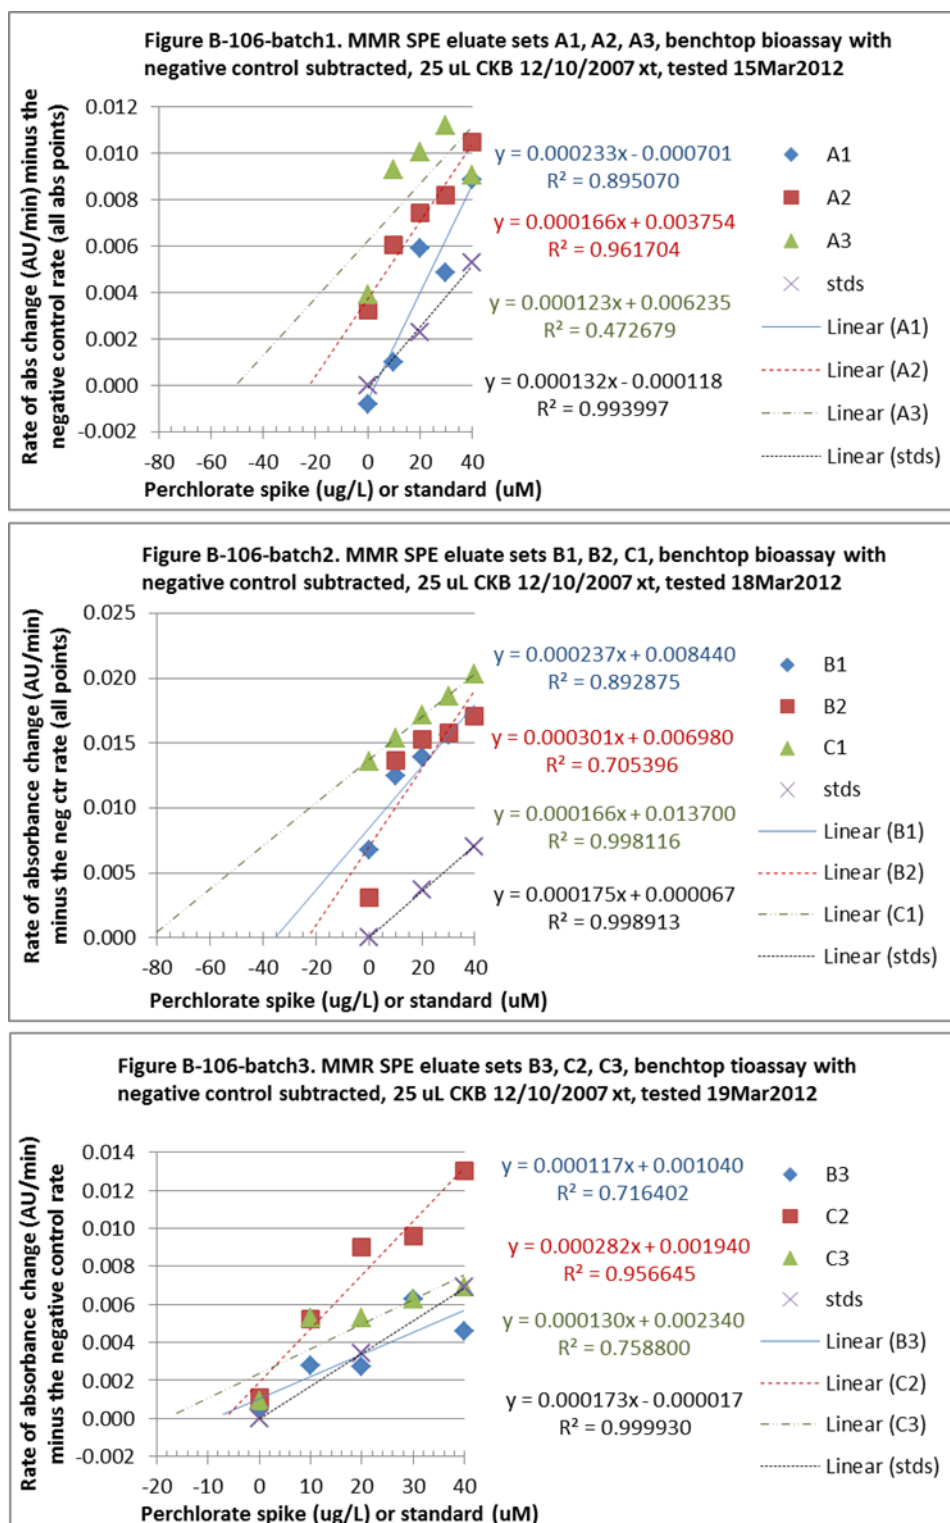 Figure B-106-batch1. MMR SPE eluate sets A1, A2, A3, benchtop bioassay with
negative control subtracted, 25 uL CKB 12/10/2007 xt, tested 15Mar2012
Rate of abs change (AU/min) minus the
negative control rate (all abs points)
0.012
0.010
0.008
0.006
0.004
0.002
0.000
-0.002
-80
-60
-40
-20
0
20
40
Perchlorate spike (ug/L) or standard (uM)
y = 0.000233x - 0.000701
R² = 0.895070
y = 0.000166x + 0.003754
R² = 0.961704
y = 0.000123x + 0.006235
R² = 0.472679
y = 0.000132x - 0.000118
R² = 0.993997
A1
A2
A3
stds
Linear (A1)
Linear (A2)
Linear (A3)
Linear (stds)
Figure B-106-batch2. MMR SPE eluate sets B1, B2, C1, benchtop bioassay with
negative control subtracted, 25 uL CKB 12/10/2007 xt, tested 18Mar2012
Rate of absorbance change (AU/min)
minus the neg ctr rate (all points)
0.025
0.020
0.015
0.010
0.005
0.000
-80
-60
-40
-20
0
20
40
Perchlorate spike (ug/L) or standard (uM)
y = 0.000237x + 0.008440
R² = 0.892875
y = 0.000301x + 0.006980
R² = 0.705396
y = 0.000166x + 0.013700
R² = 0.998116
y = 0.000175x + 0.000067
R² = 0.998913
B1
B2
C1
stds
Linear (B1)
Linear (B2)
Linear (C1)
Linear (stds)
Figure B-106-batch3. MMR SPE eluate sets B3, C2, C3, benchtop tioassay with
negative control subtracted, 25 uL CKB 12/10/2007 xt, tested 19Mar2012
Rate of absorbance change (AU/min)
minus the negative control rate
0.014
0.012
0.010
0.008
0.006
0.004
0.002
0.000
-0.002
-20
-10
0
10
20
30
40
Perchlorate spike (ug/L) or standard (uM)
y = 0.000117x + 0.001040
R² = 0.716402
y = 0.000282x + 0.001940
R² = 0.956645
y = 0.000130x + 0.002340
R² = 0.758800
y = 0.000173x - 0.000017
R² = 0.999930
B3
C2
C3
stds
Linear (B3)
Linear (C2)
Linear (C3)
Linear (stds)